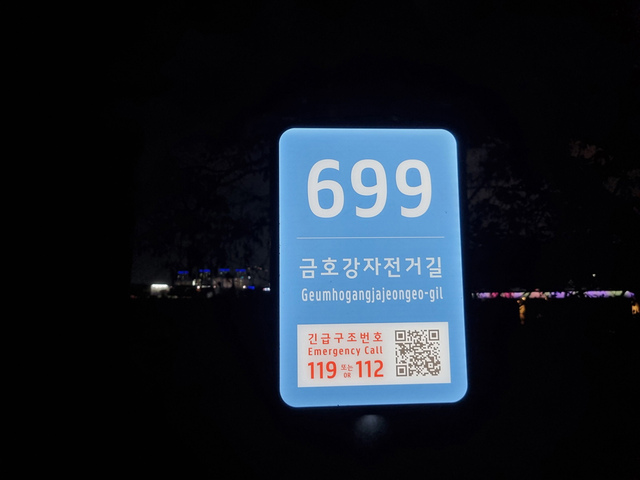 699
금호강자전거길
Geumhogangjajeongeo-gil
긴급구조번호
Emergency Call
119 또는 OR 112